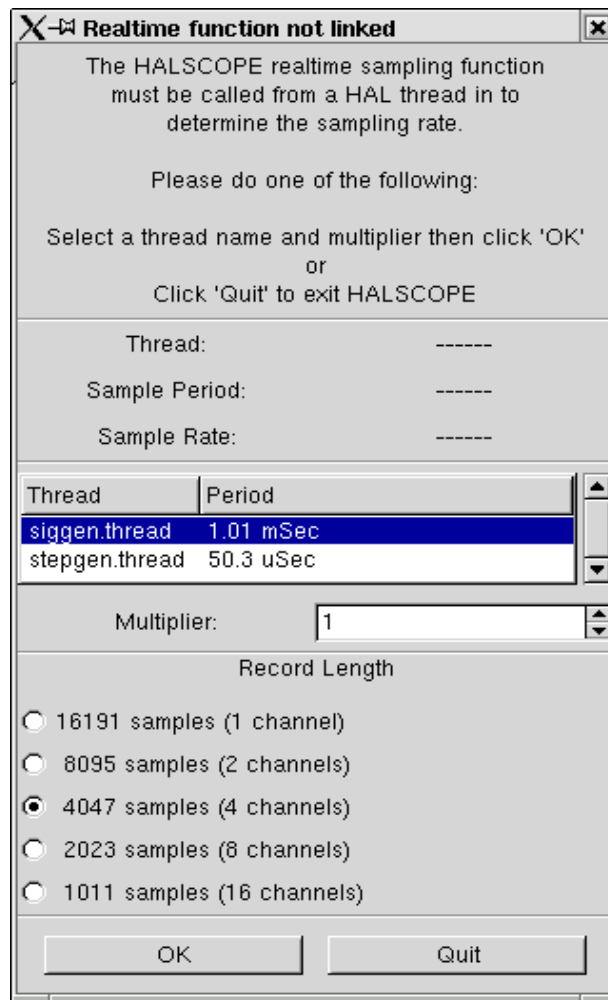 Realtime function not linked
The HALSCOPE realtime sampling function
must be called from a HAL thread in to
determine the sampling rate.
Please do one of the following:
Select a thread name and multiplier then click 'OK'
or
Click 'Quit' to exit HALSCOPE
Thread: ------
Sample Period: ------
Sample Rate: ------
Thread Period
siggen.thread 1.01 mSec
stepgen.thread 50.3 uSec
Multiplier: 1
Record Length
16191 samples (1 channel)
8095 samples (2 channels)
4047 samples (4 channels)
2023 samples (8 channels)
1011 samples (16 channels)
OK Quit